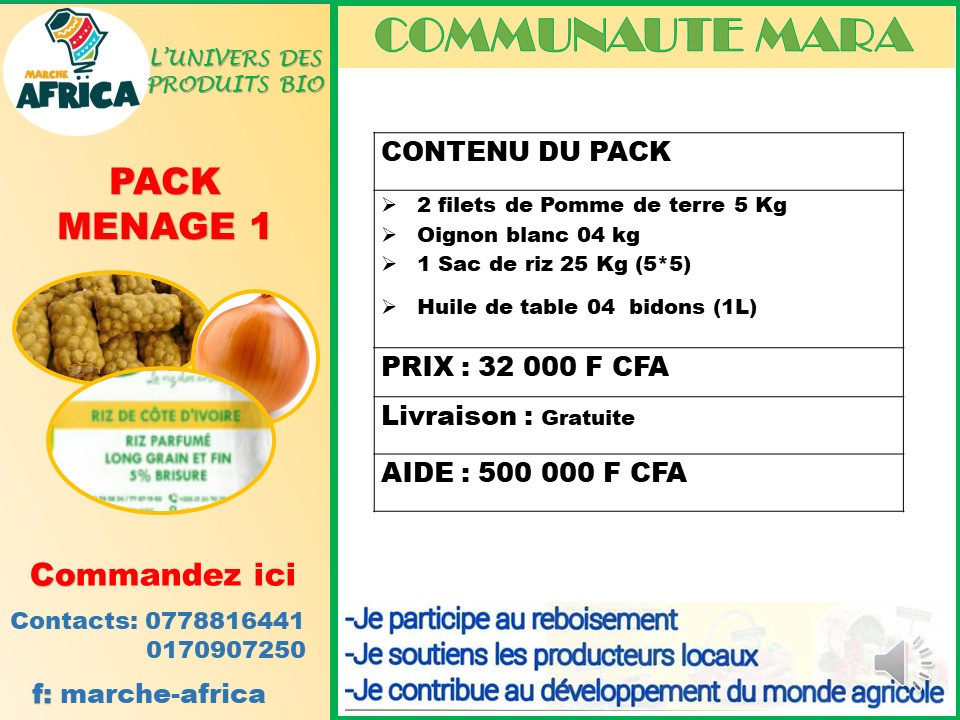 MARCHE
AFRICA
L'UNIVERS DES
PRODUITS BIO
PACK
MENAGE 1
RIZ DE CÔTE D'IVOIRE
RIZ PARFUMÉ
LONG GRAIN ET FIN
5% BRISURE
Commandez ici
Contacts: 0778816441
0170907250
f: marche-africa
COMMUNAUTE MARA
CONTENU DU PACK
➢ 2 filets de Pomme de terre 5 Kg
➢ Oignon blanc 04 kg
➢ 1 Sac de riz 25 Kg (5*5)
➢ Huile de table 04 bidons (1L)
PRIX : 32 000 F CFA
Livraison : Gratuite
AIDE : 500 000 F CFA
-Je participe au reboisement
-Je soutiens les producteurs locaux
-Je contribue au développement du monde agricole